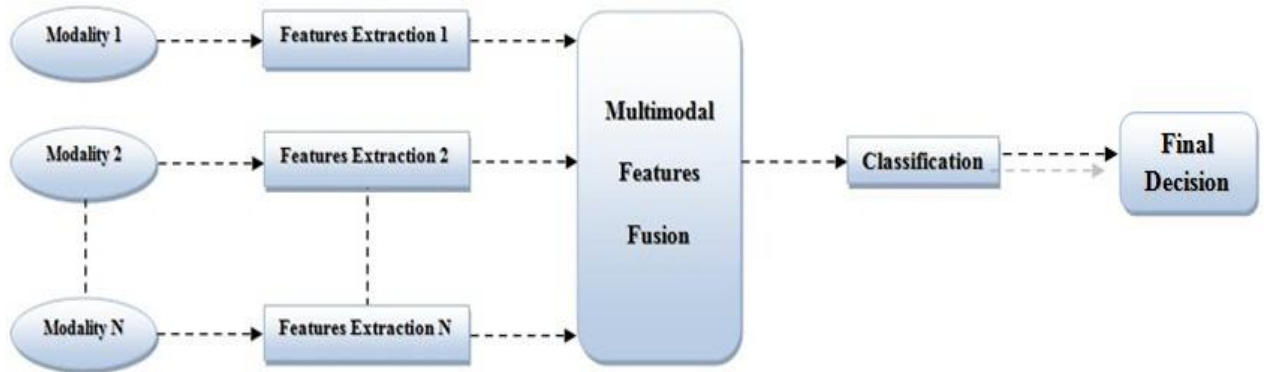 Modality 1
Features Extraction 1
Modality 2
Features Extraction 2
Modality N
Features Extraction N
Multimodal
Features
Fusion
Classification
Final
Decision